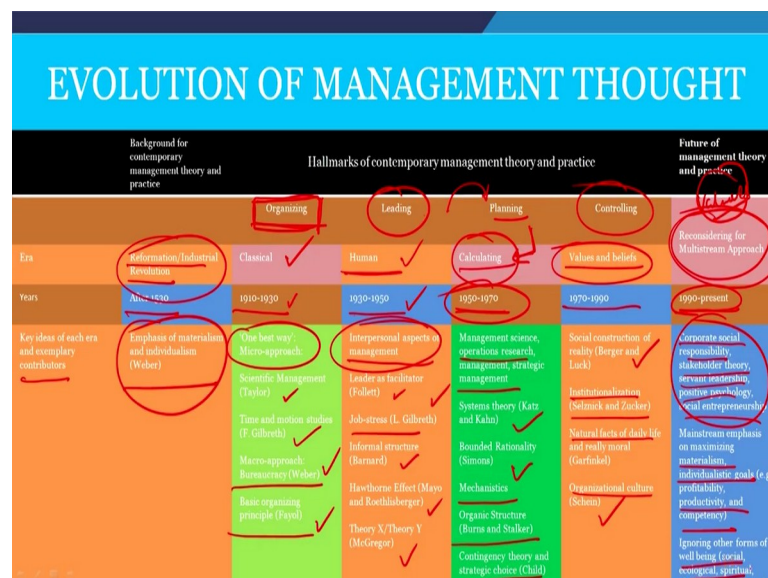 EVOLUTION OF MANAGEMENT THOUGHT
Background for
contemporary
management theory and
practice
Hallmarks of contemporary management theory and practice
Future of
management theory
and practice
Organizing
Leading
Planning
Controlling
Era
Reformation/Industrial
Revolution
Classical
Human
Calculating
Values and beliefs
Reconsidering for
Multistream Approach
Years
After 1530
1910-1930
1930-1950
1950-1970
1970-1990
1990-present
Key ideas of each era
and exemplary
contributors
Emphasis of materialism
and individualism
(Weber)
'One best way':
Micro-approach:
Scientific Management
(Taylor)
Time and motion studies
(F. Gilbreth)
Macro-approach:
Bureaucracy (Weber)
Basic organizing
principle (Fayol)
Interpersonal aspects of
management
Leader as facilitator
(Follett)
Job-stress (L. Gilbreth)
Informal structure
(Barnard)
Hawthorne Effect (Mayo
and Roethlisberger)
Theory X/Theory Y
(McGregor)
Management science,
operations research,
management, strategic
management
Systems theory (Katz
and Kahn)
Bounded Rationality
(Simons)
Mechanistics
Organic Structure
(Burns and Stalker)
Contingency theory and
strategic choice (Child)
Social construction of
reality (Berger and
Luck)
Institutionalization
(Selznick and Zucker)
Natural facts of daily life
and really moral
(Garfinkel)
Organizational culture
(Schein)
Corporate social
responsibility,
stakeholder theory,
servant leadership,
positive psychology,
social entrepreneurship
Mainstream emphasis
on maximizing
materialism,
individualistic goals (e.g
profitability,
productivity, and
competency)
Ignoring other forms of
well being (social,
ecological, spiritual,